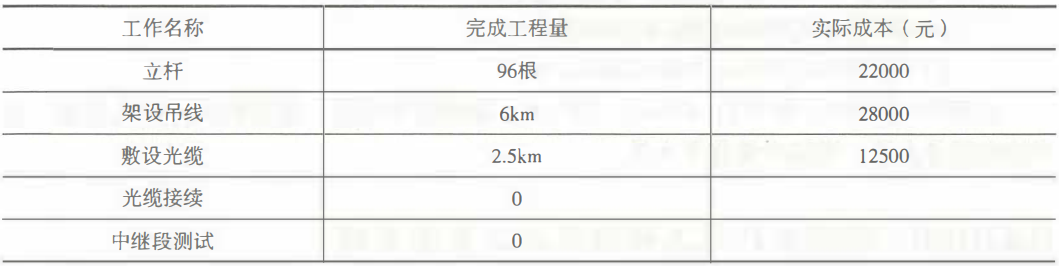 工作名称 完成工程量 实际成本（元）
立杆 96根 22000
架设吊线 6km 28000
敷设光缆 2.5km 12500
光缆接续 0
中继段测试 0